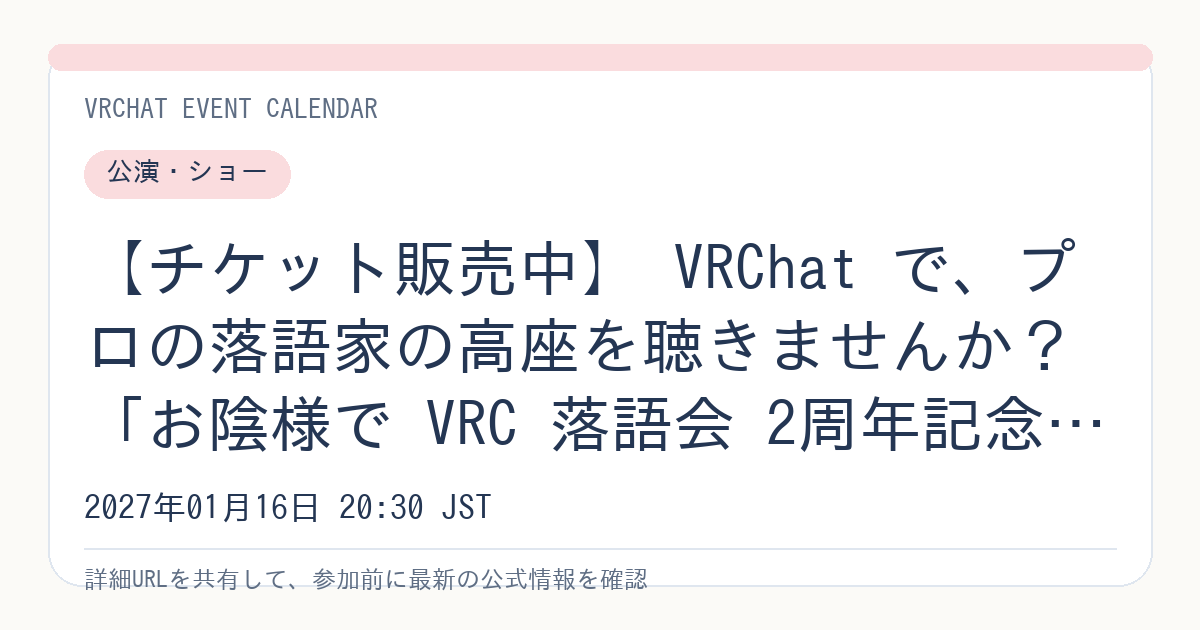 VRCHAT EVENT CALENDAR
公演・ショー
【チケット販売中】 VRChat で、プ
ロの落語家の高座を聴きませんか？
「お陰様で VRC 落語会 2周年記念…
2027年01月16日 20:30 JST
詳細URLを共有して、参加前に最新の公式情報を確認